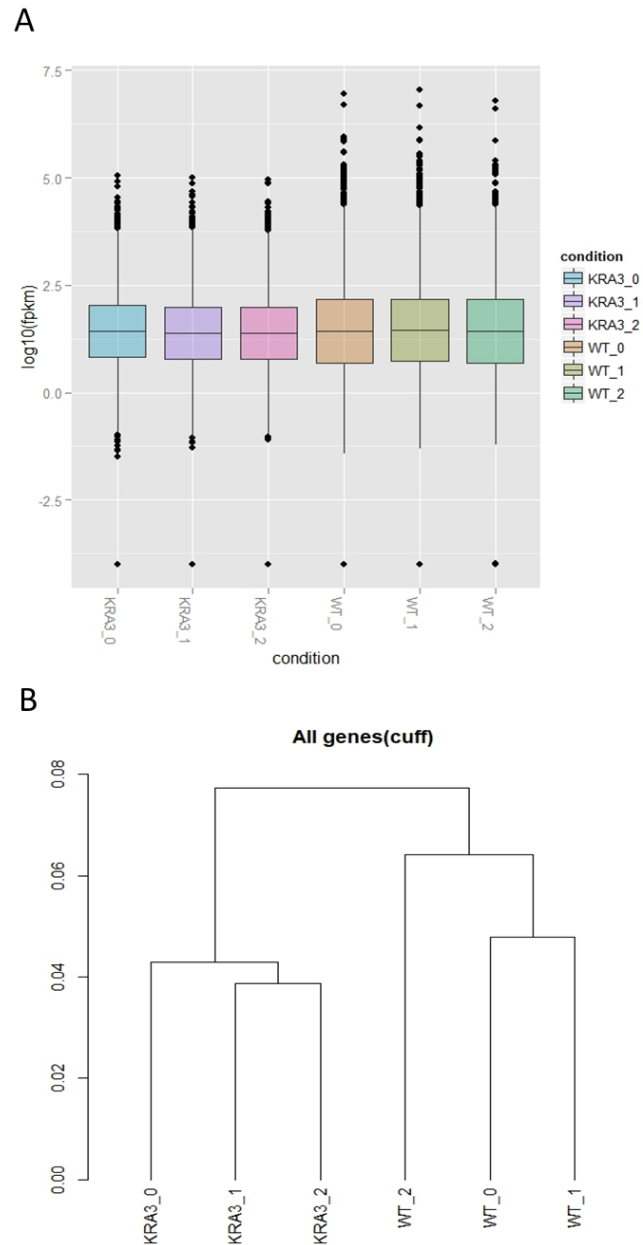 A
7.5
5.0
2.5
0.0
-2.5
log10(fpkm)
KRA3_0
KRA3_1
KRA3_2
WT_0
WT_1
WT_2
condition
condition
KRA3_0
KRA3_1
KRA3_2
WT_0
WT_1
WT_2
B
All genes(cuff)
0.08
0.06
0.04
0.02
0.00
KRA3_0
KRA3_1
KRA3_2
WT_2
WT_0
WT_1